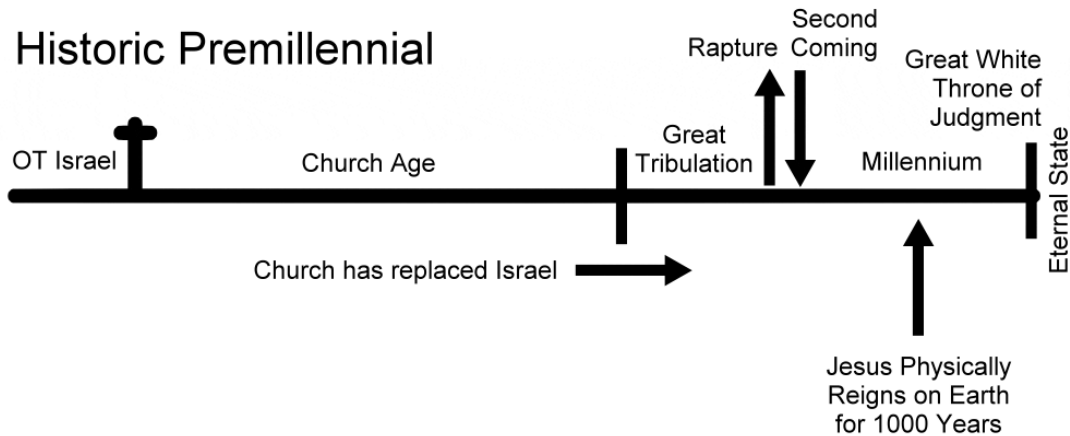 Historic Premillennial
Rapture
Second
Coming
Great White
Throne of
Judgment
OT Israel
Church Age
Great
Tribulation
Millennium
Eternal State
Church has replaced Israel
Jesus Physically
Reigns on Earth
for 1000 Years